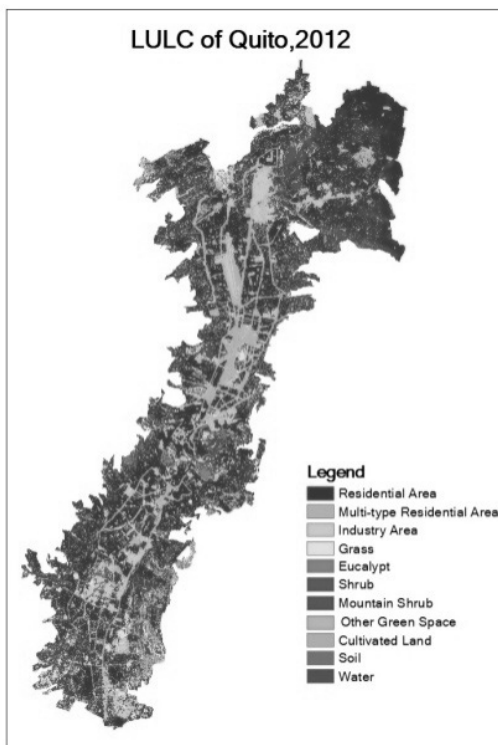 LULC of Quito,2012
Legend
Residential Area
Multi-type Residential Area
Industry Area
Grass
Eucalypt
Shrub
Mountain Shrub
Other Green Space
Cultivated Land
Soil
Water